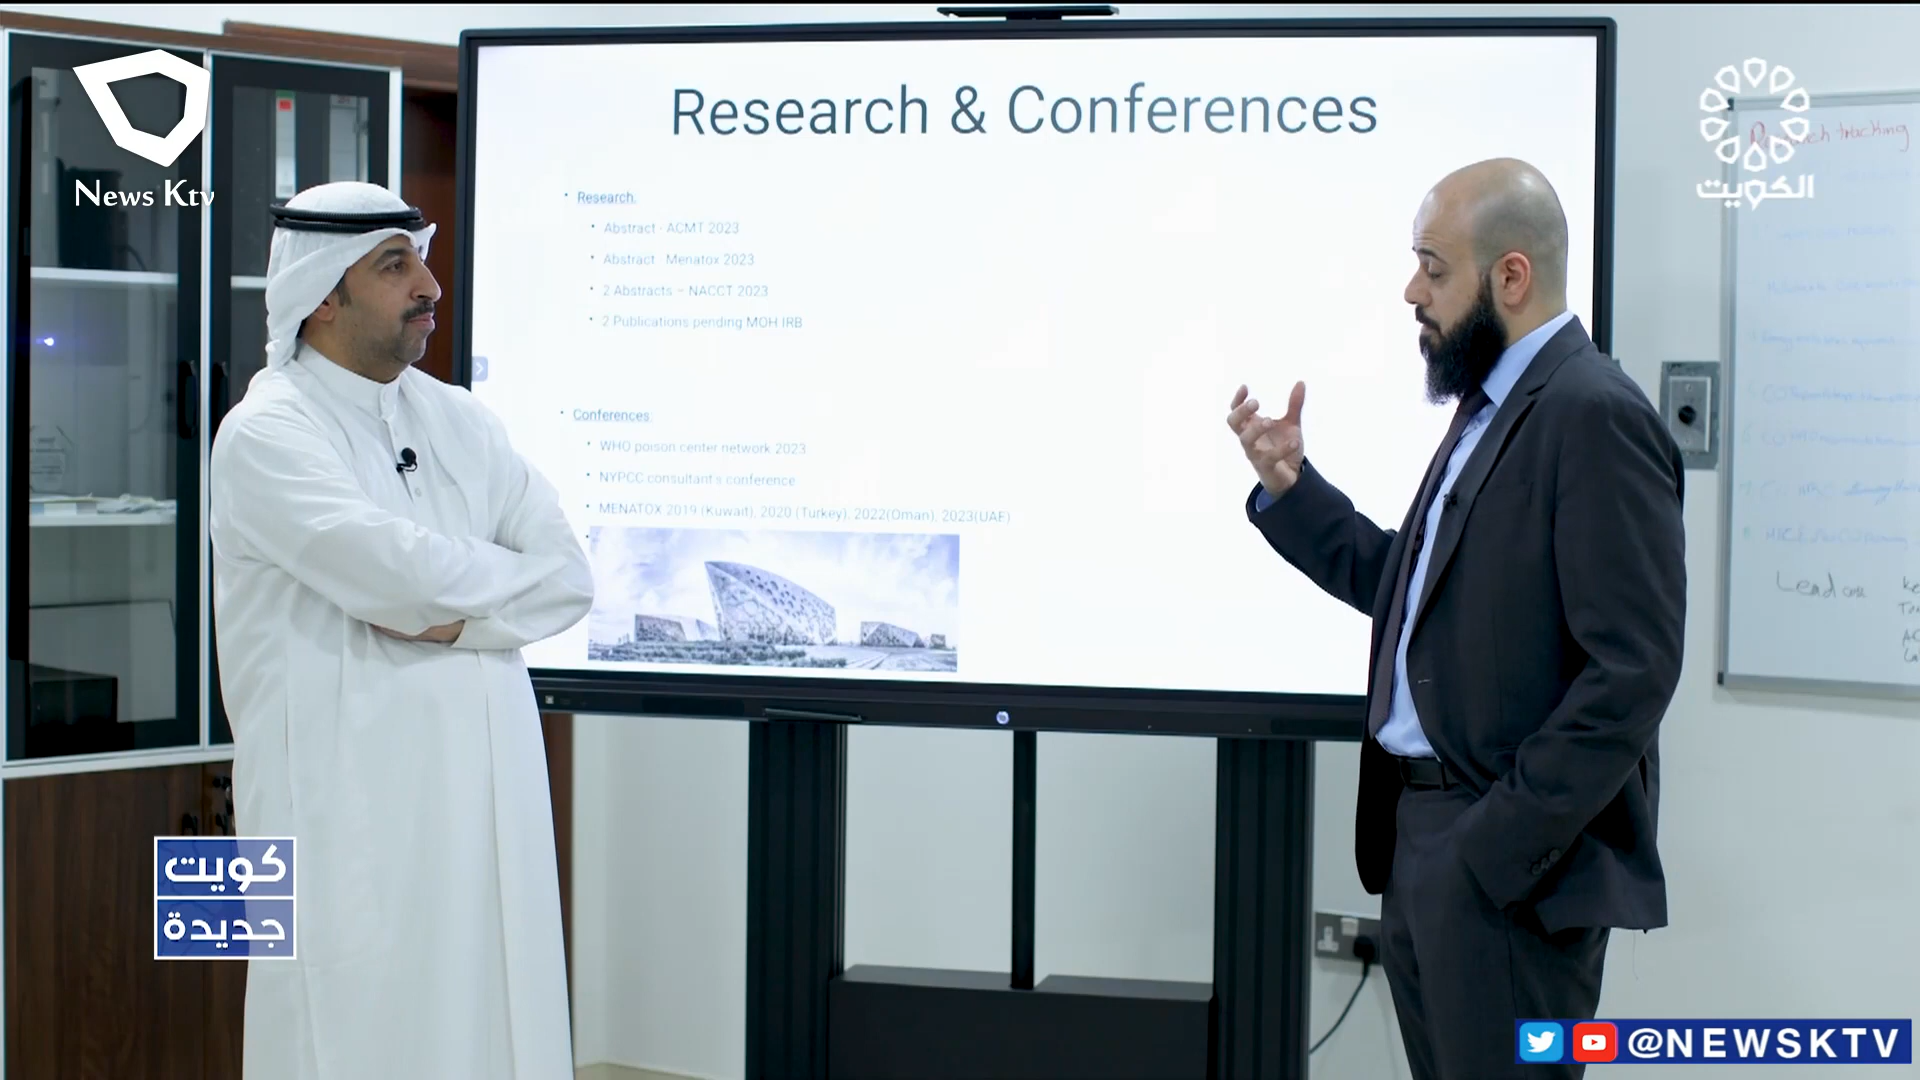 News Ktv
الكويت
Research & Conferences
Research:
Abstract - ACMT 2023
Abstract Menatox 2023
2 Abstracts – NACCT 2023
2 Publications pending MOH IRB
Conferences:
WHO poison center network 2023
NYPCC consultant's conference
MENATOX 2019 (Kuwait), 2020 (Turkey), 2022(Oman), 2023(UAE)
tracking
Lead
كويت
جديدة
@NEWSKTV